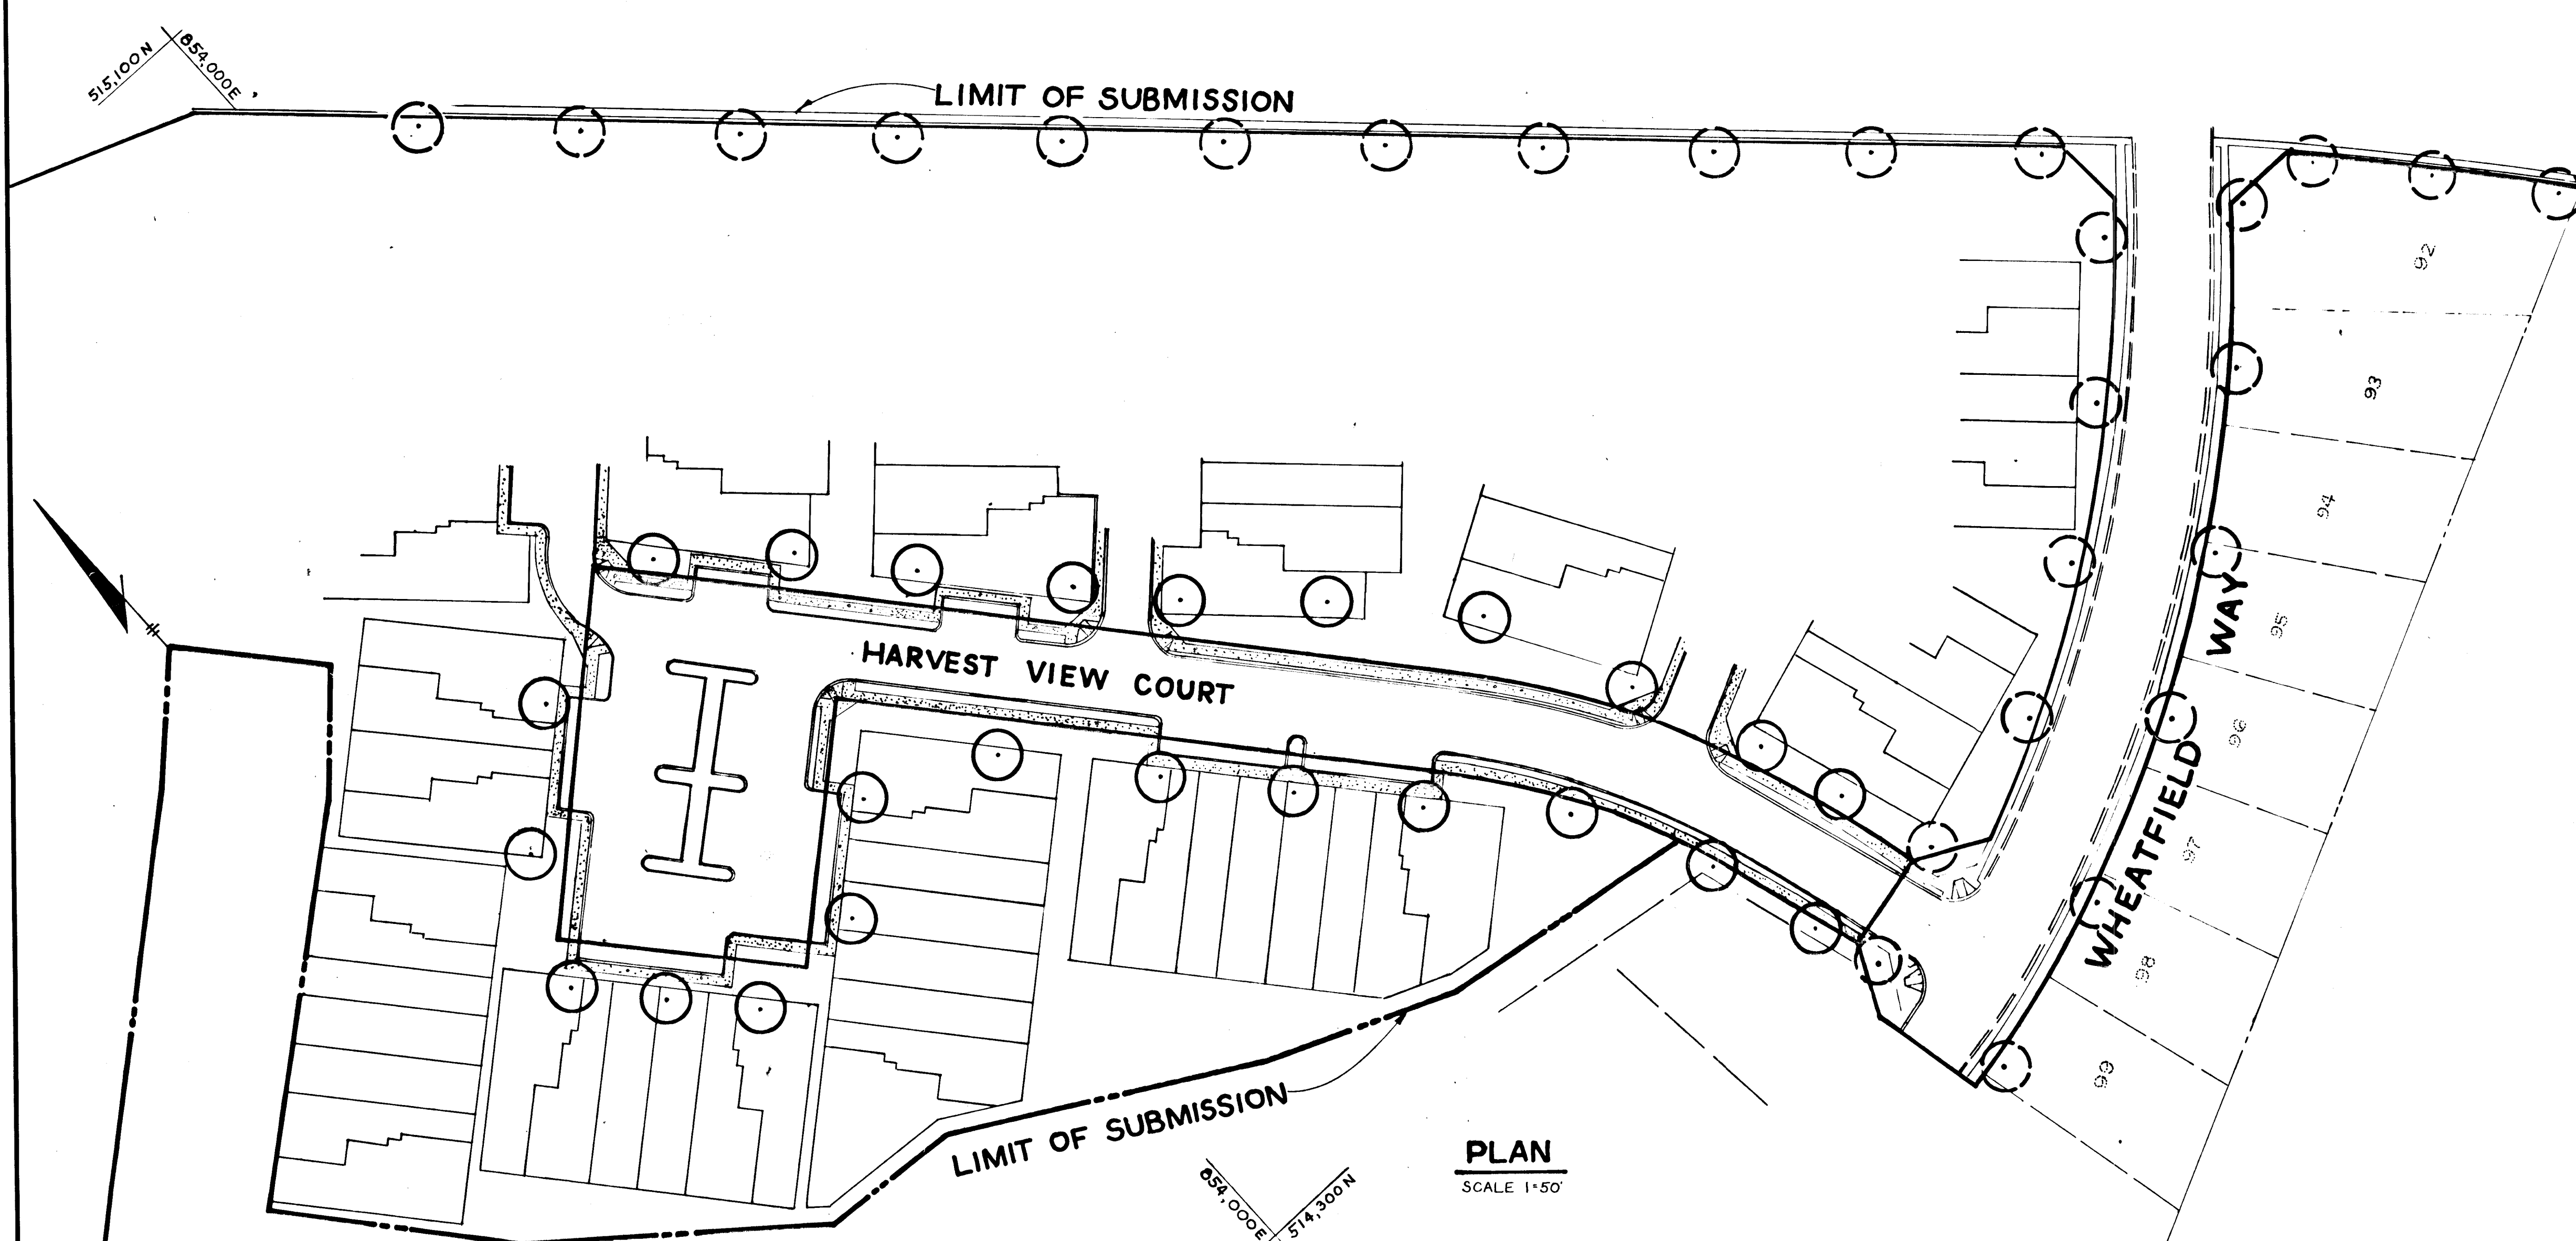 515,100N
854,000E
LIMIT OF SUBMISSION
92
93
94
95
96
97
98
99
HARVEST VIEW COURT
WHEATFIELD WAY
LIMIT OF SUBMISSION
PLAN
SCALE 1=50'
854,000E
514,300N